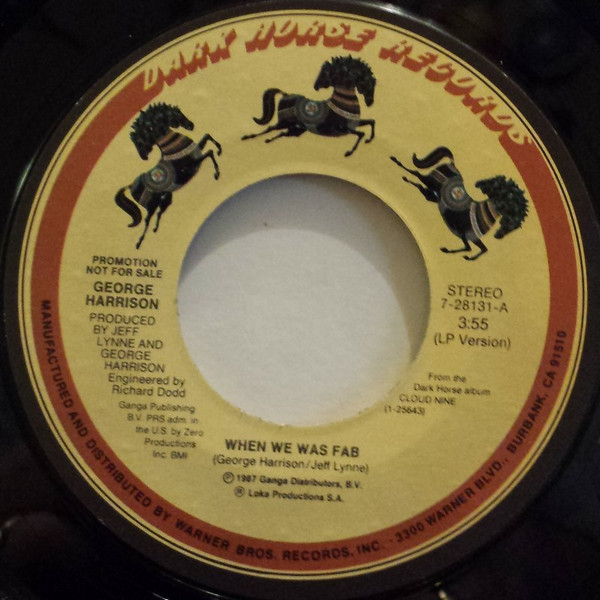 DARK HORSE RECORDS
PROMOTION
NOT FOR SALE
GEORGE
HARRISON
PRODUCED
BY JEFF
LYNNE AND
GEORGE
HARRISON
Engineered by
Richard Dodd
Ganga Publishing
B.V. PRS adm. in
the U.S. by Zero
Productions
Inc. BMI
STEREO
7-28131-A
3:55
(LP Version)
From the
Dark Horse album
CLOUD NINE
(1-25643)
WHEN WE WAS FAB
(George Harrison/Jeff Lynne)
Ⓟ 1987 Ganga Distributors, B.V.
® Loka Productions S.A.
MANUFACTURED AND DISTRIBUTED BY WARNER BROS. RECORDS, INC. · 3300 WARNER BLVD., BURBANK, CA 91510